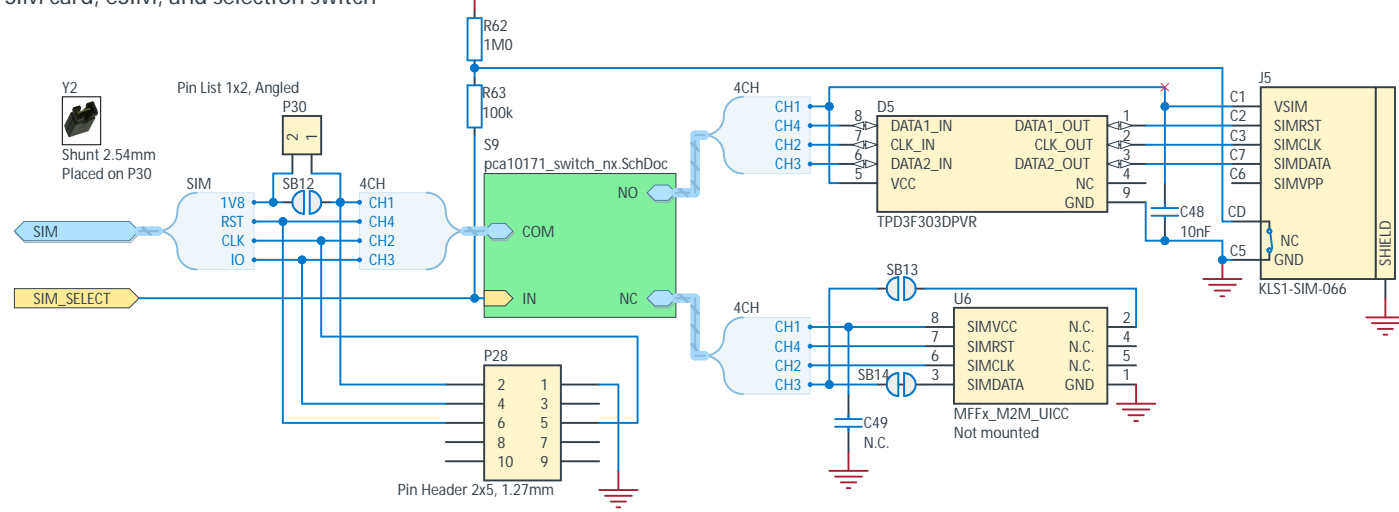 SIM card, eSIM, and selection switch
R62
1M0
R63
100k
Y2
Shunt 2.54mm
Placed on P30
Pin List 1x2, Angled
P30
2
1
SB12
SIM
SIM
1V8
RST
CLK
IO
4CH
CH1
CH4
CH2
CH3
SIM_SELECT
S9
pca10171_switch_nx.SchDoc
NO
COM
IN
NC
4CH
CH1
CH4
CH2
CH3
D5
8
7
6
5
DATA1_IN
CLK_IN
DATA2_IN
VCC
DATA1_OUT
CLK_OUT
DATA2_OUT
NC
GND
1
2
3
4
9
TPD3F303DPVR
C48
10nF
J5
C1
C2
C3
C7
C6
CD
C5
VSIM
SIMRST
SIMCLK
SIMDATA
SIMVPP
NC
GND
SHIELD
KLS1-SIM-066
4CH
CH1
CH4
CH2
CH3
SB13
SB14
C49
N.C.
U6
8
7
6
3
SIMVCC
SIMRST
SIMCLK
SIMDATA
N.C.
N.C.
N.C.
GND
2
4
5
1
MFFx_M2M_UICC
Not mounted
P28
2 1
4 3
6 5
8 7
10 9
Pin Header 2x5, 1.27mm